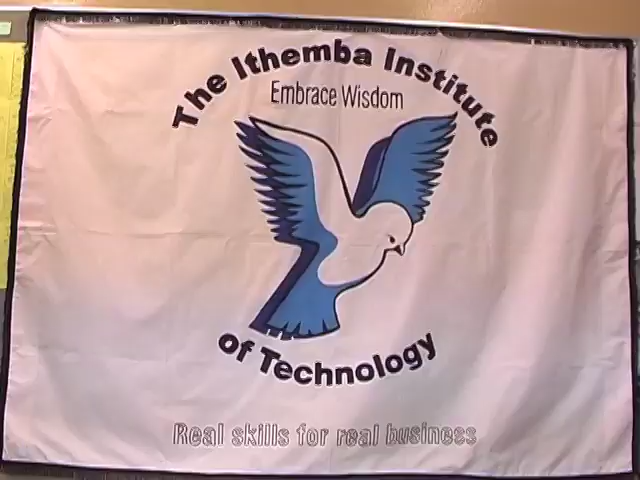 The Ithemba Institute
Embrace Wisdom
of Technology
Real skills for real business